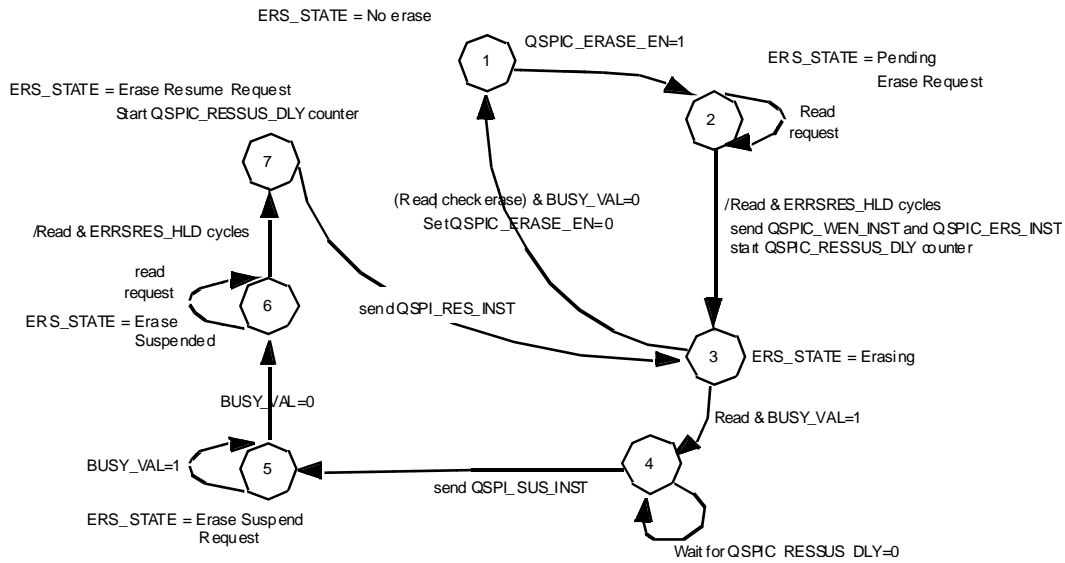 ERS_STATE = No erase
1
QSPIC_ERASE_EN=1
ERS_STATE = Pending
Erase Request
2
Read
request
ERS_STATE = Erase Resume Request
Start QSPIC_RESSUS_DLY counter
7
(Read| check erase) & BUSY_VAL=0
Set QSPIC_ERASE_EN=0
/Read & ERRSRES_HLD cycles
send QSPIC_WEN_INST and QSPIC_ERS_INST
start QSPIC_RESSUS_DLY counter
/Read & ERRSRES_HLD cycles
read
request
6
ERS_STATE = Erase
Suspended
send QSPI_RES_INST
3
ERS_STATE = Erasing
BUSY_VAL=0
Read & BUSY_VAL=1
BUSY_VAL=1
5
4
send QSPI_SUS_INST
ERS_STATE = Erase Suspend
Request
Wait for QSPIC_RESSUS_DLY=0